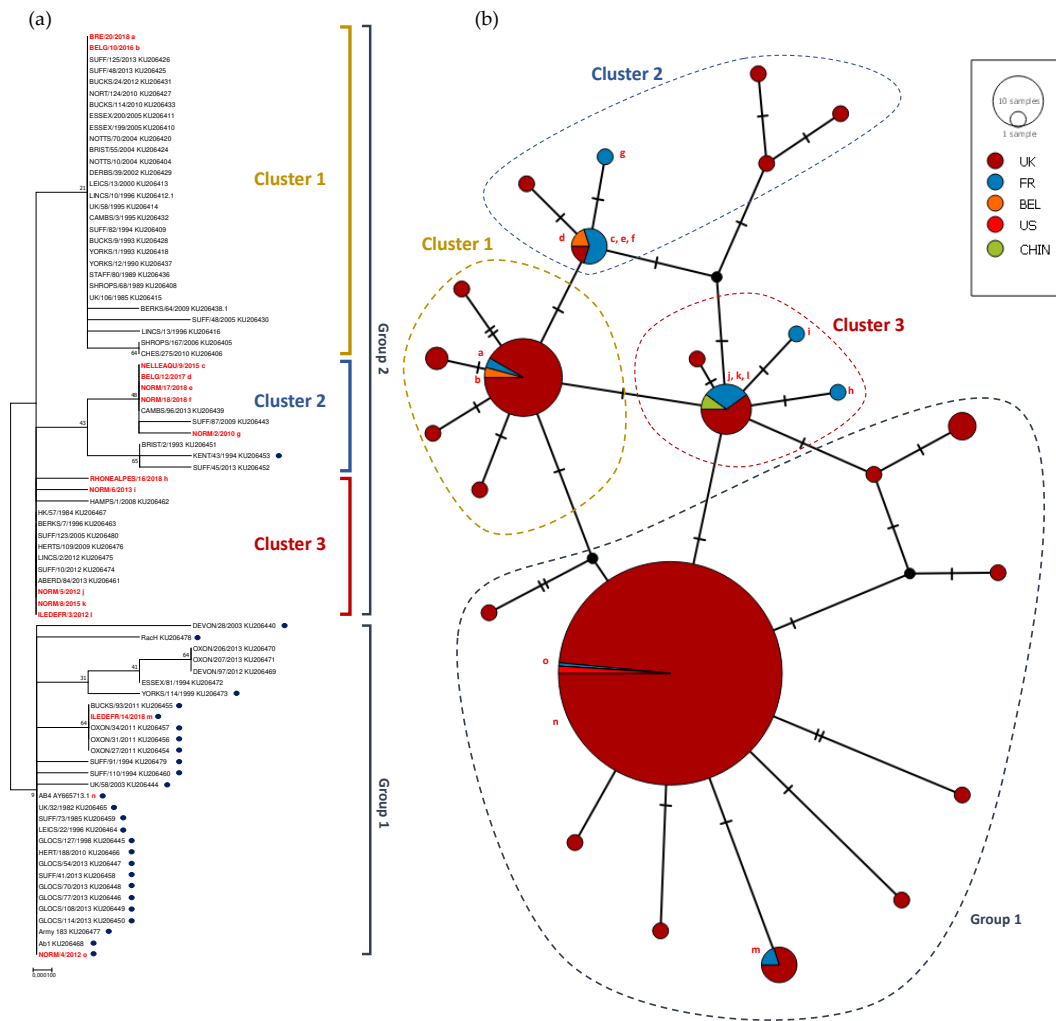 (a)
BRE/20/2018 a
BELG/10/2016 b
SUFF/125/2013 KU206426
SUFF/48/2013 KU206425
BUCKS/24/2012 KU206431
NORT/124/2010 KU206427
BUCKS/114/2010 KU206433
ESSEX/200/2005 KU206411
ESSEX/199/2005 KU206410
NOTTS/70/2004 KU206420
BRIST/55/2004 KU206424
NOTTS/10/2004 KU206404
DERBS/39/2002 KU206429
LEICS/13/2000 KU206413
LINCS/10/1996 KU206412.1
UK/58/1995 KU206414
CAMBS/3/1995 KU206432
SUFF/82/1994 KU206409
BUCKS/9/1993 KU206428
YORKS/1/1993 KU206418
YORKS/12/1990 KU206437
STAFF/80/1989 KU206436
SHROPS/68/1989 KU206408
UK/106/1985 KU206415
BERKS/64/2009 KU206438.1
SUFF/48/2005 KU206430
LINCS/13/1996 KU206416
SHROPS/167/2006 KU206405
CHES/275/2010 KU206406
NELLEAQU/9/2015 c
BELG/12/2017 d
NORM/17/2018 e
NORM/18/2018 f
CAMBS/96/2013 KU206439
SUFF/87/2009 KU206443
NORM/2/2010 g
BRIST/2/1993 KU206451
KENT/43/1994 KU206453
SUFF/45/2013 KU206452
RHONEALPES/16/2018 h
NORM/6/2013 i
HAMPS/1/2008 KU206462
HK/57/1984 KU206467
BERKS/7/1996 KU206463
SUFF/123/2005 KU206480
HERTS/109/2009 KU206476
LINCS/2/2012 KU206475
SUFF/10/2012 KU206474
ABERD/84/2013 KU206461
NORM/5/2012 j
NORM/8/2015 k
ILEDEFR/3/2012 l
DEVON/28/2003 KU206440
RacH KU206478
OXON/206/2013 KU206470
OXON/207/2013 KU206471
DEVON/97/2012 KU206469
ESSEX/81/1994 KU206472
YORKS/114/1999 KU206473
BUCKS/93/2011 KU206455
ILEDEFR/14/2018 m
OXON/34/2011 KU206457
OXON/31/2011 KU206456
OXON/27/2011 KU206454
SUFF/91/1994 KU206479
SUFF/110/1994 KU206460
UK/58/2003 KU206444
AB4 AY665713.1 n
UK/32/1982 KU206465
SUFF/73/1985 KU206459
LEICS/22/1996 KU206464
GLOCS/127/1998 KU206445
HERT/188/2010 KU206466
GLOCS/54/2013 KU206447
SUFF/41/2013 KU206458
GLOCS/70/2013 KU206448
GLOCS/77/2013 KU206446
GLOCS/108/2013 KU206449
GLOCS/114/2013 KU206450
Army 183 KU206477
Ab1 KU206468
NORM/4/2012 o
21
64
48
43
65
64
41
31
64
9
0,000100
Cluster 1
Cluster 2
Cluster 3
Group 2
Group 1
(b)
Cluster 2
g
d
c, e, f
Cluster 1
a
b
Cluster 3
i
j, k, l
h
o
n
m
Group 1
10 samples
1 sample
UK
FR
BEL
US
CHIN